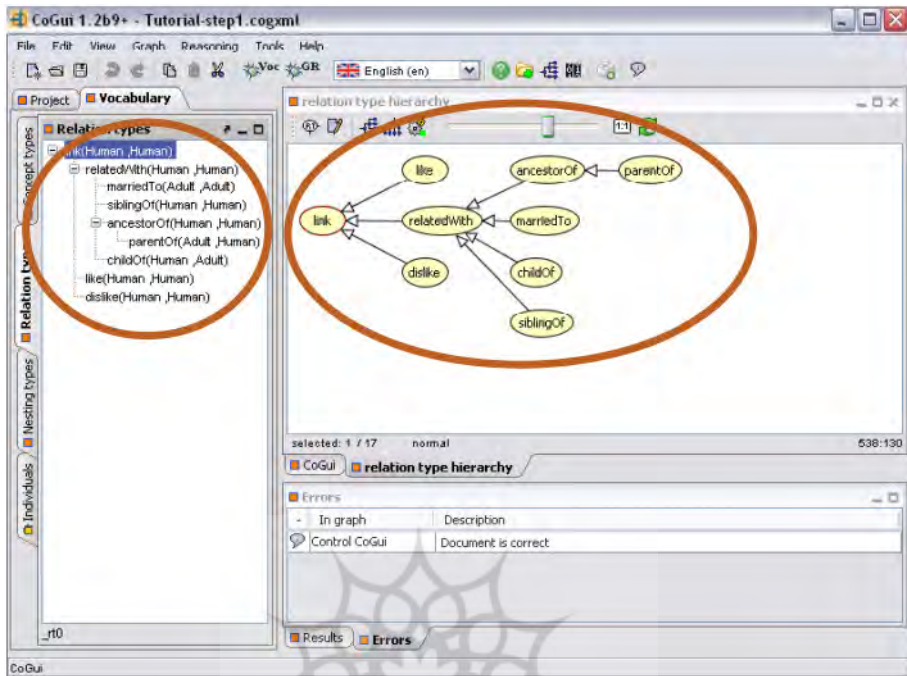 CoGui 1.2b9+ - Tutorial-step1.cogxml
File Edit View Graph Reasoning Tools Help
Voc GR English (en)
Project Vocabulary
Concept types
Relation types
Nesting types
Individuals
Relation types
link(Human ,Human)
relatedWith(Human ,Human)
marriedTo(Adult ,Adult)
siblingOf(Human ,Human)
ancestorOf(Human ,Human)
parentOf(Adult ,Human)
childOf(Human ,Adult)
like(Human ,Human)
dislike(Human ,Human)
_rt0
relation type hierarchy
1:1
like ancestorOf parentOf
link relatedWith marriedTo
dislike childOf
siblingOf
selected: 1 / 17 normal 538:130
CoGui relation type hierarchy
Errors
- In graph Description
Control CoGui Document is correct
Results Errors
CoGui